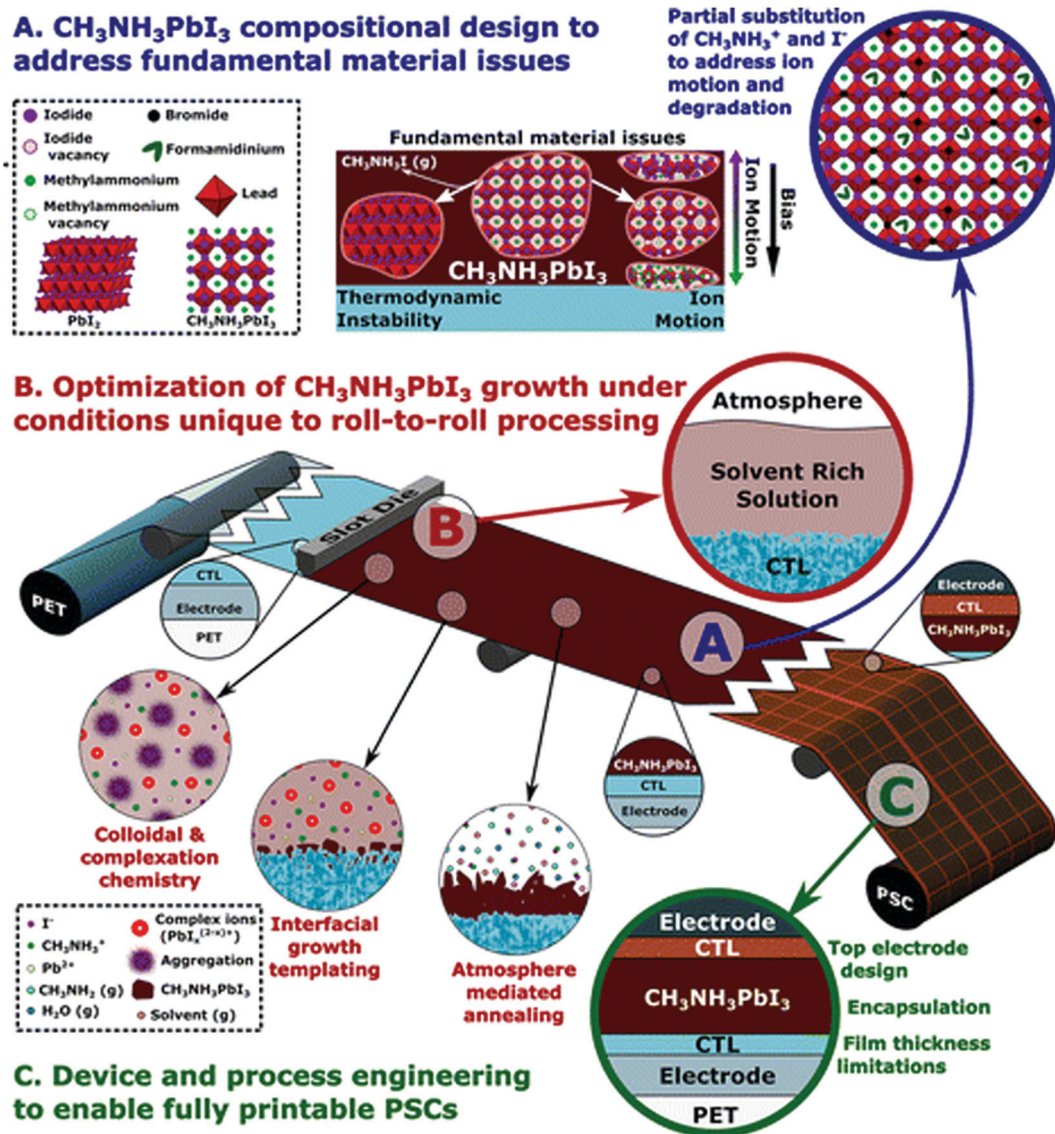 A. CH₃NH₃PbI₃ compositional design to
address fundamental material issues
Partial substitution
of CH₃NH₃⁺ and I⁻
to address ion
motion and
degradation
Iodide
Iodide
vacancy
Methylammonium
Methylammonium
vacancy
Bromide
Formamidinium
Lead
PbI₂
CH₃NH₃PbI₃
Fundamental material issues
CH₃NH₃I (g)
CH₃NH₃PbI₃
Thermodynamic
Instability
Ion
Motion
Ion Motion
Bias
B. Optimization of CH₃NH₃PbI₃ growth under
conditions unique to roll-to-roll processing
Atmosphere
Solvent Rich
Solution
CTL
Slot Die
B
PET
CTL
Electrode
PET
A
Electrode
CTL
CH₃NH₃PbI₃
CH₃NH₃PbI₃
CTL
Electrode
C
PSC
Colloidal &
complexation
chemistry
Interfacial
growth
templating
Atmosphere
mediated
annealing
I⁻
CH₃NH₃⁺
Pb²⁺
CH₃NH₂ (g)
H₂O (g)
Complex ions
(PbIₓ⁽²⁻ˣ⁾⁺)
Aggregation
CH₃NH₃PbI₃
Solvent (g)
Electrode
CTL
CH₃NH₃PbI₃
CTL
Electrode
PET
Top electrode
design
Encapsulation
Film thickness
limitations
C. Device and process engineering
to enable fully printable PSCs